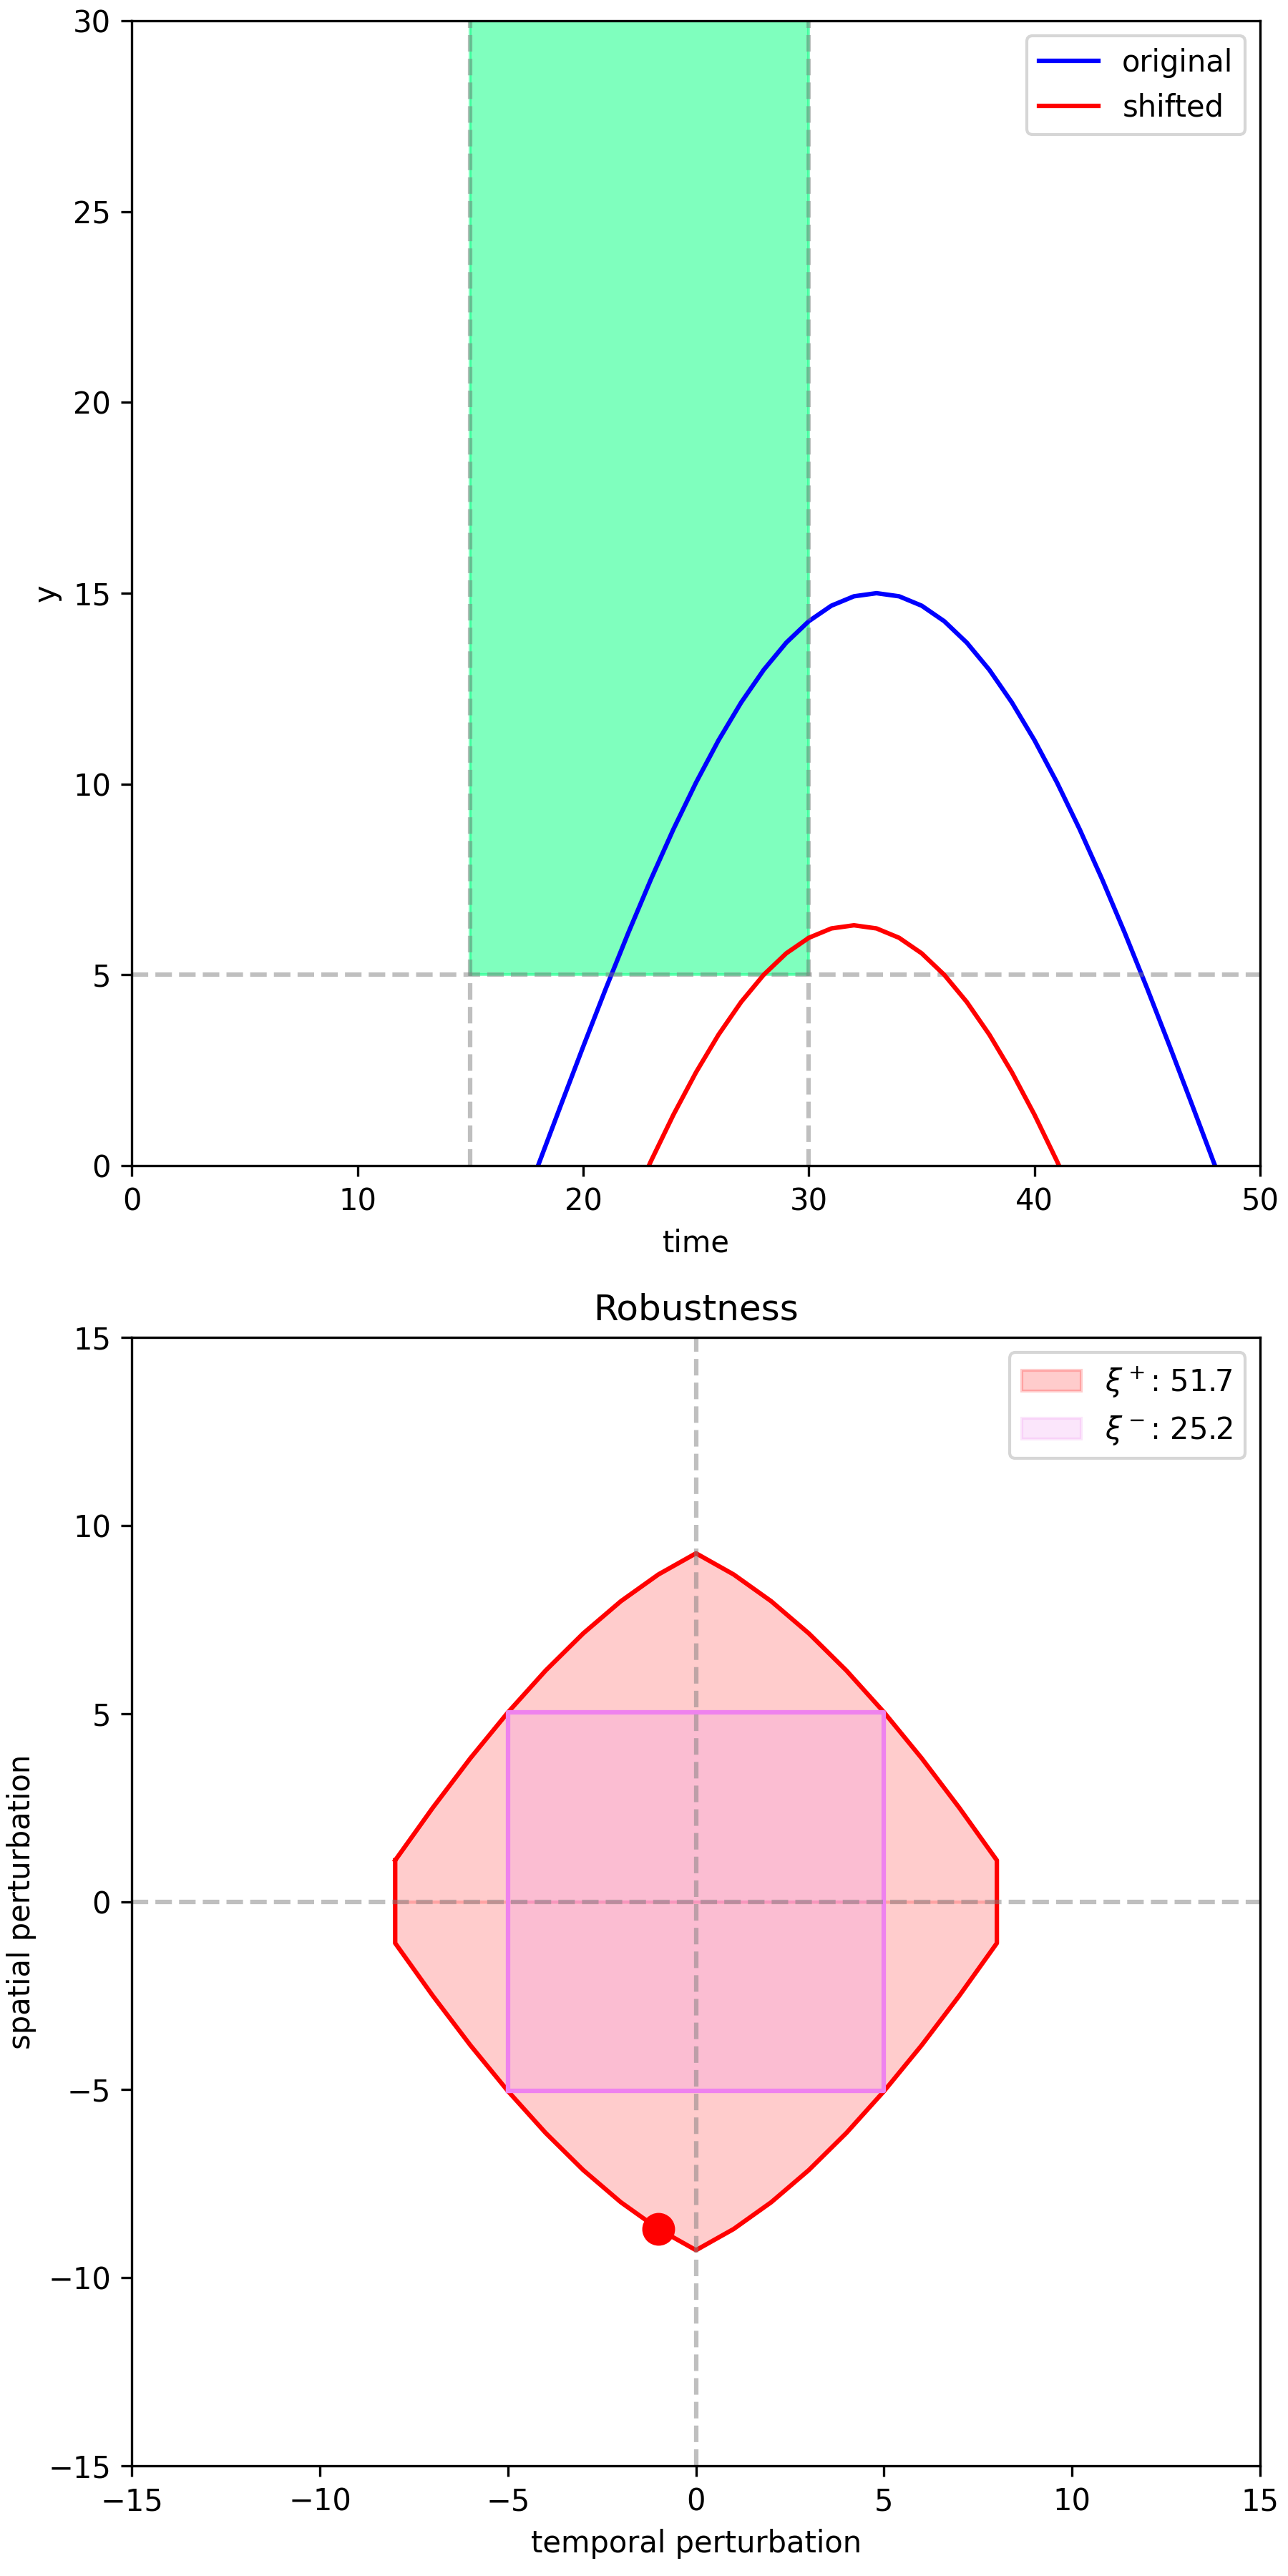 30
original
shifted
25
20
y
15
10
5
0
0 10 20 30 40 50
time
Robustness
15
ξ⁺: 51.7
ξ⁻: 25.2
10
5
spatial perturbation
0
−5
−10
−15
−15 −10 −5 0 5 10 15
temporal perturbation